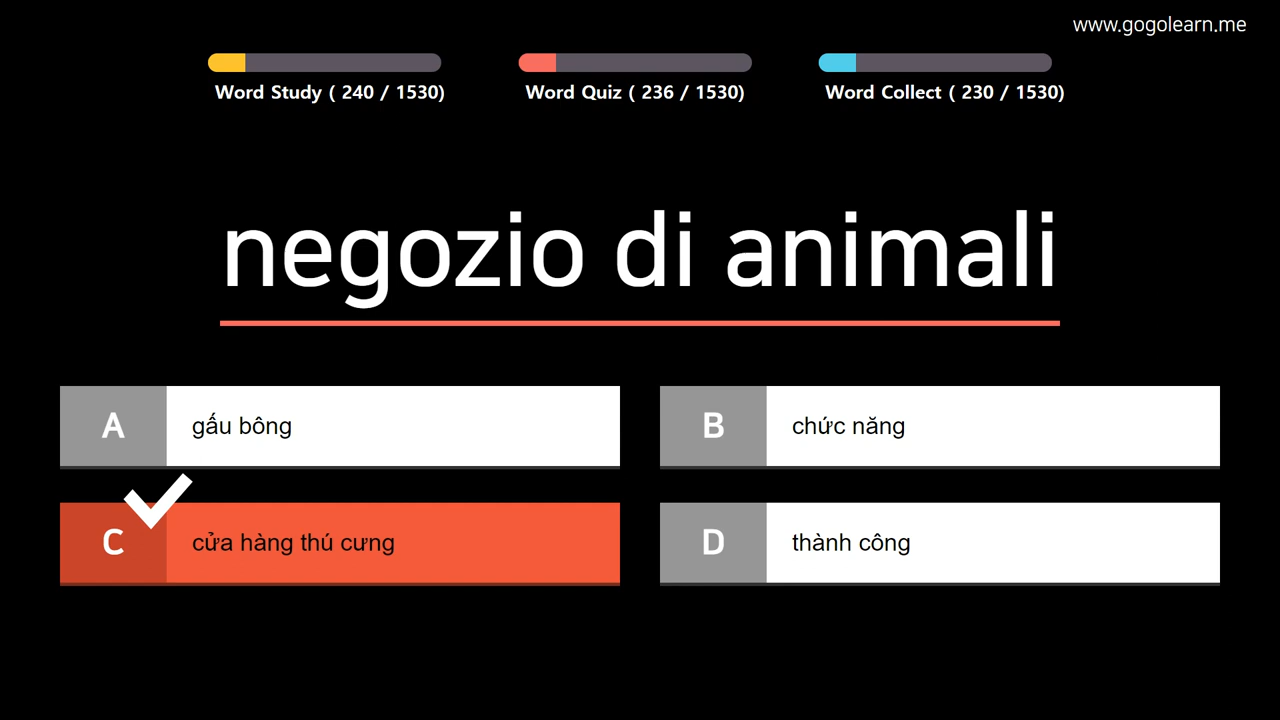 www.gogolearn.me
Word Study ( 240 / 1530)
Word Quiz ( 236 / 1530)
Word Collect ( 230 / 1530)
negozio di animali
A gấu bông
B chức năng
C cửa hàng thú cưng
D thành công